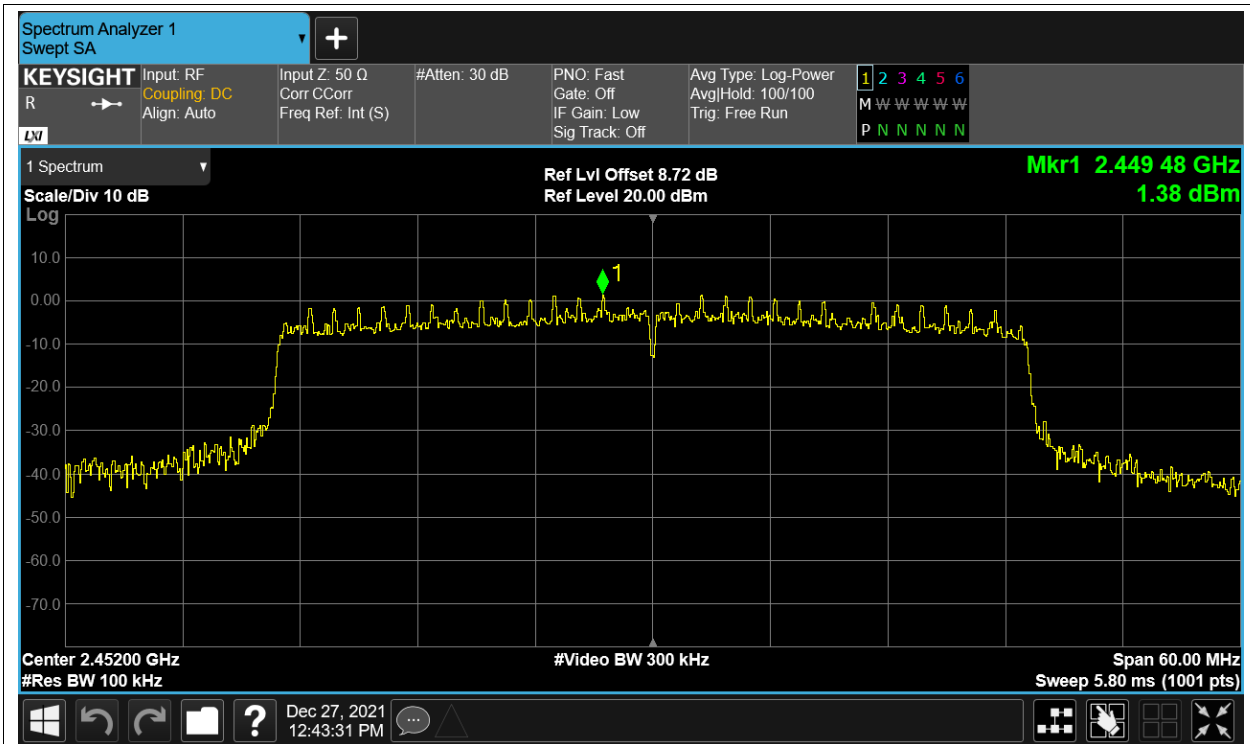 Spectrum Analyzer 1
Swept SA
KEYSIGHT
R
LXI
Input: RF
Coupling: DC
Align: Auto
Input Z: 50 Ω
Corr CCorr
Freq Ref: Int (S)
#Atten: 30 dB
PNO: Fast
Gate: Off
IF Gain: Low
Sig Track: Off
Avg Type: Log-Power
Avg|Hold: 100/100
Trig: Free Run
1 2 3 4 5 6
M W W W W W
P N N N N N
1 Spectrum
Scale/Div 10 dB
Ref Lvl Offset 8.72 dB
Ref Level 20.00 dBm
Mkr1 2.449 48 GHz
1.38 dBm
Log
1
10.0
0.00
-10.0
-20.0
-30.0
-40.0
-50.0
-60.0
-70.0
Center 2.45200 GHz
#Res BW 100 kHz
#Video BW 300 kHz
Span 60.00 MHz
Sweep 5.80 ms (1001 pts)
?
Dec 27, 2021
12:43:31 PM